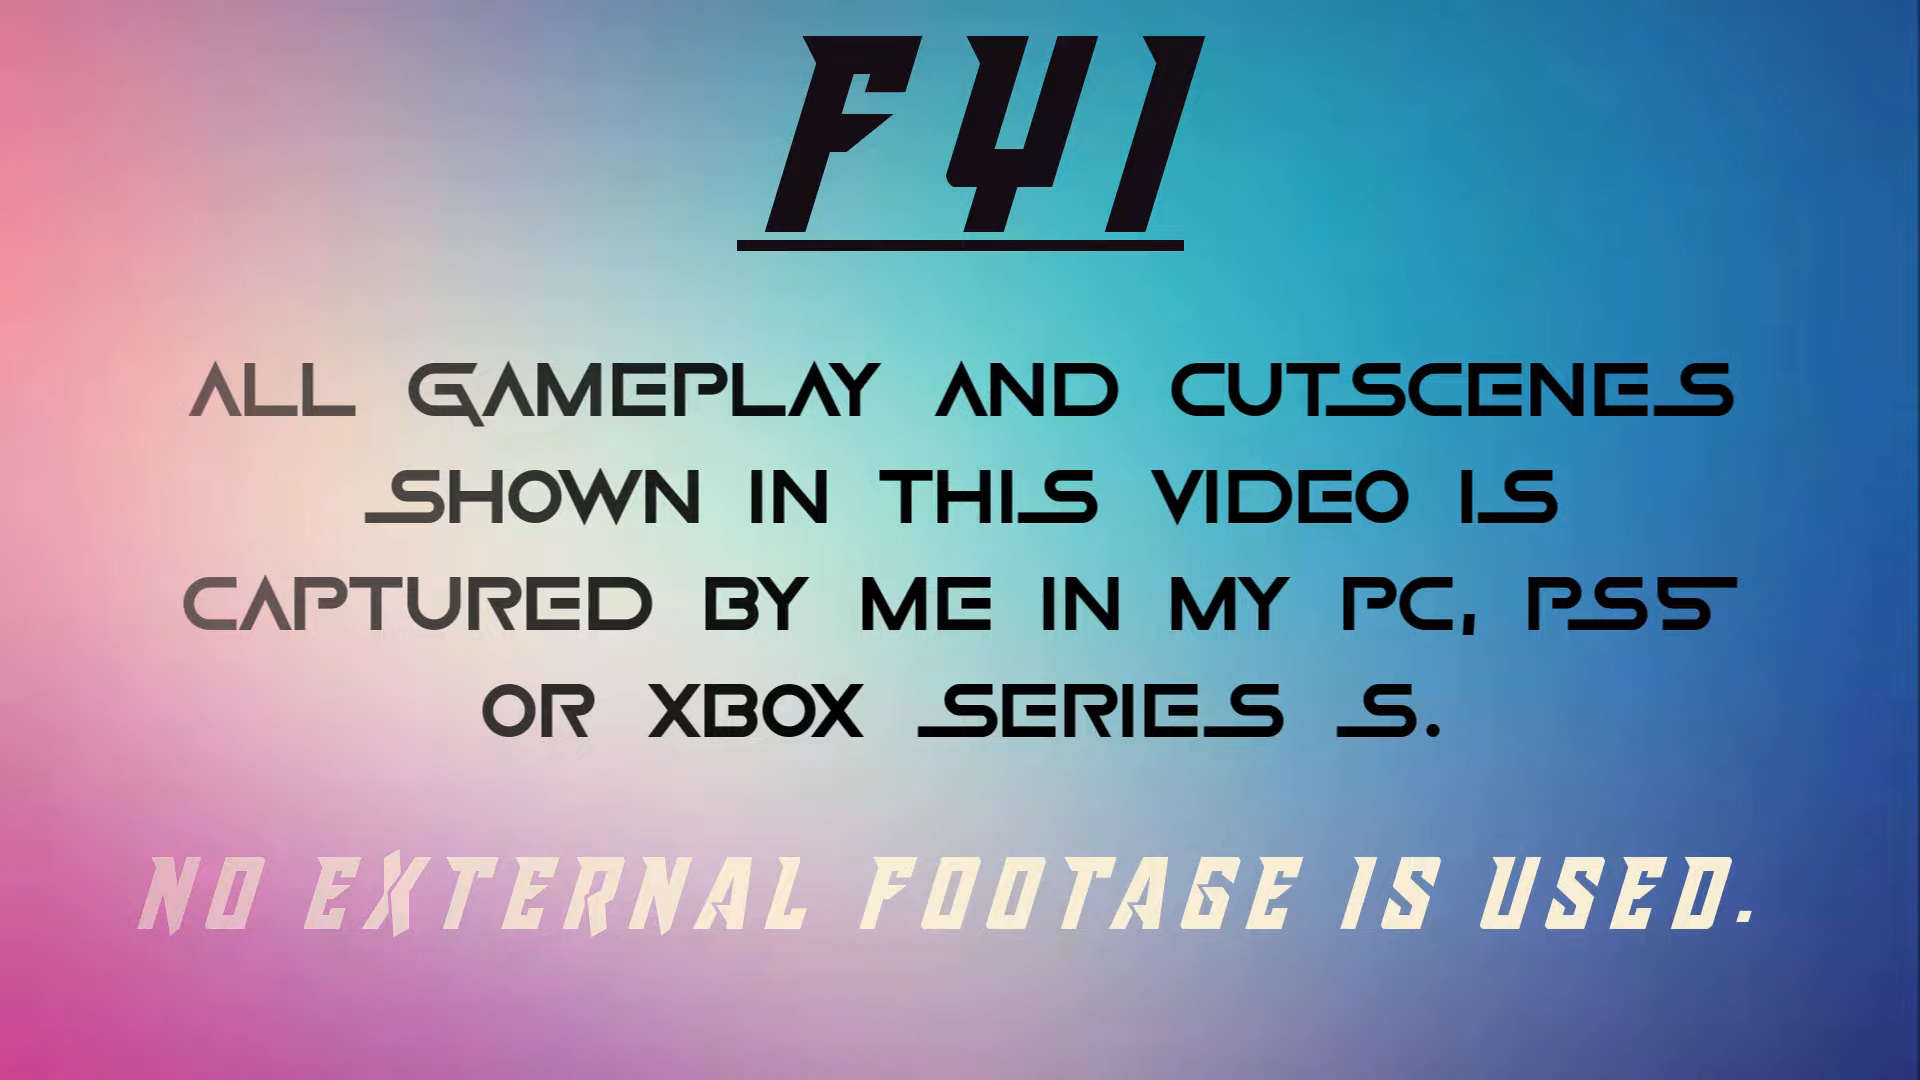 FYI
ALL GAMEPLAY AND CUTSCENES
SHOWN IN THIS VIDEO IS
CAPTURED BY ME IN MY PC, PS5
OR XBOX SERIES S.
NO EXTERNAL FOOTAGE IS USED.